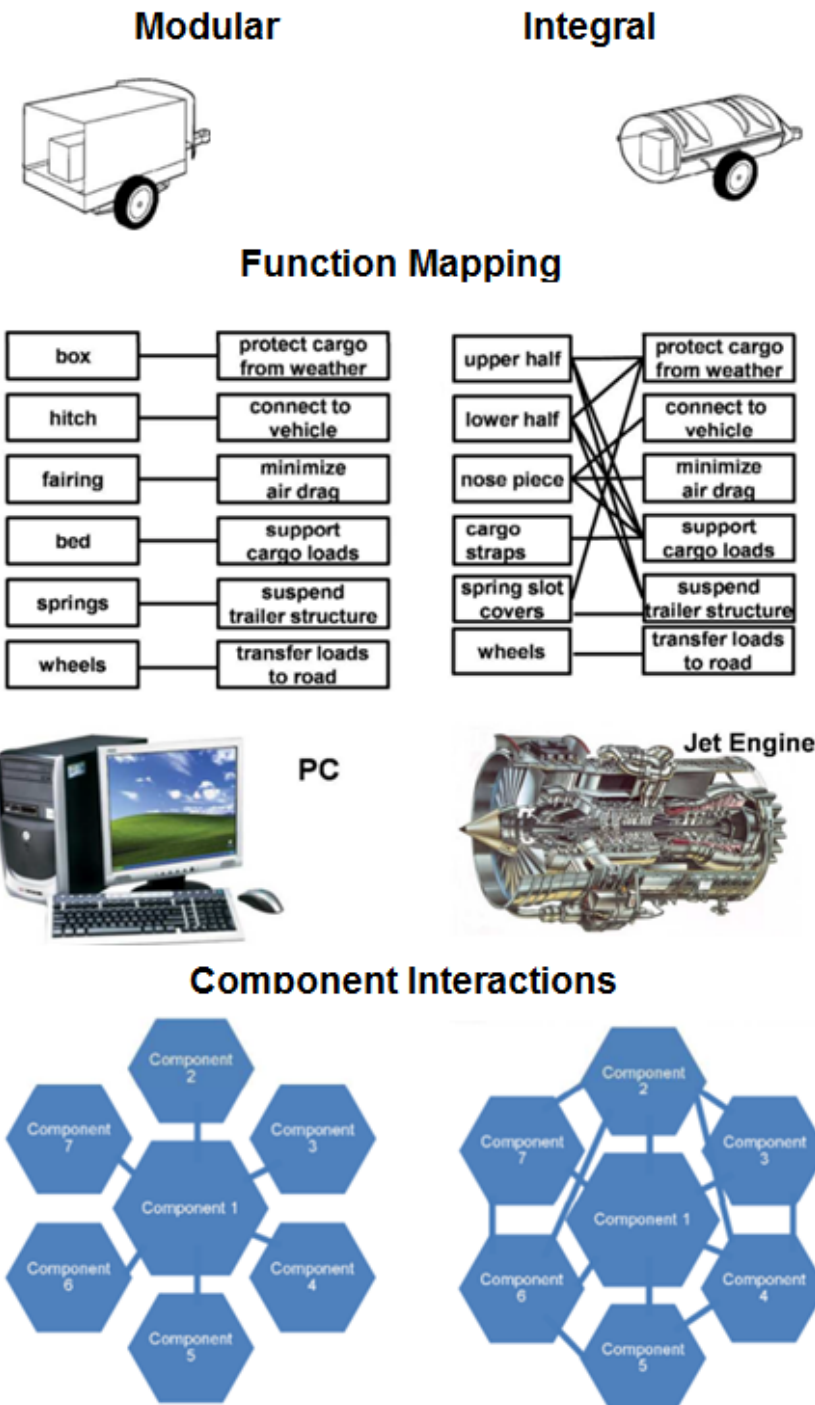 Modular
Integral
Function Mapping
box
protect cargo
from weather
hitch
connect to
vehicle
fairing
minimize
air drag
bed
support
cargo loads
springs
suspend
trailer structure
wheels
transfer loads
to road
upper half
protect cargo
from weather
lower half
connect to
vehicle
nose piece
minimize
air drag
cargo
straps
support
cargo loads
spring slot
covers
suspend
trailer structure
wheels
transfer loads
to road
PC
Jet Engine
Component Interactions
Component
2
Component
7
Component
3
Component 1
Component
6
Component
4
Component
5
Component
2
Component
7
Component
3
Component 1
Component
6
Component
4
Component
5